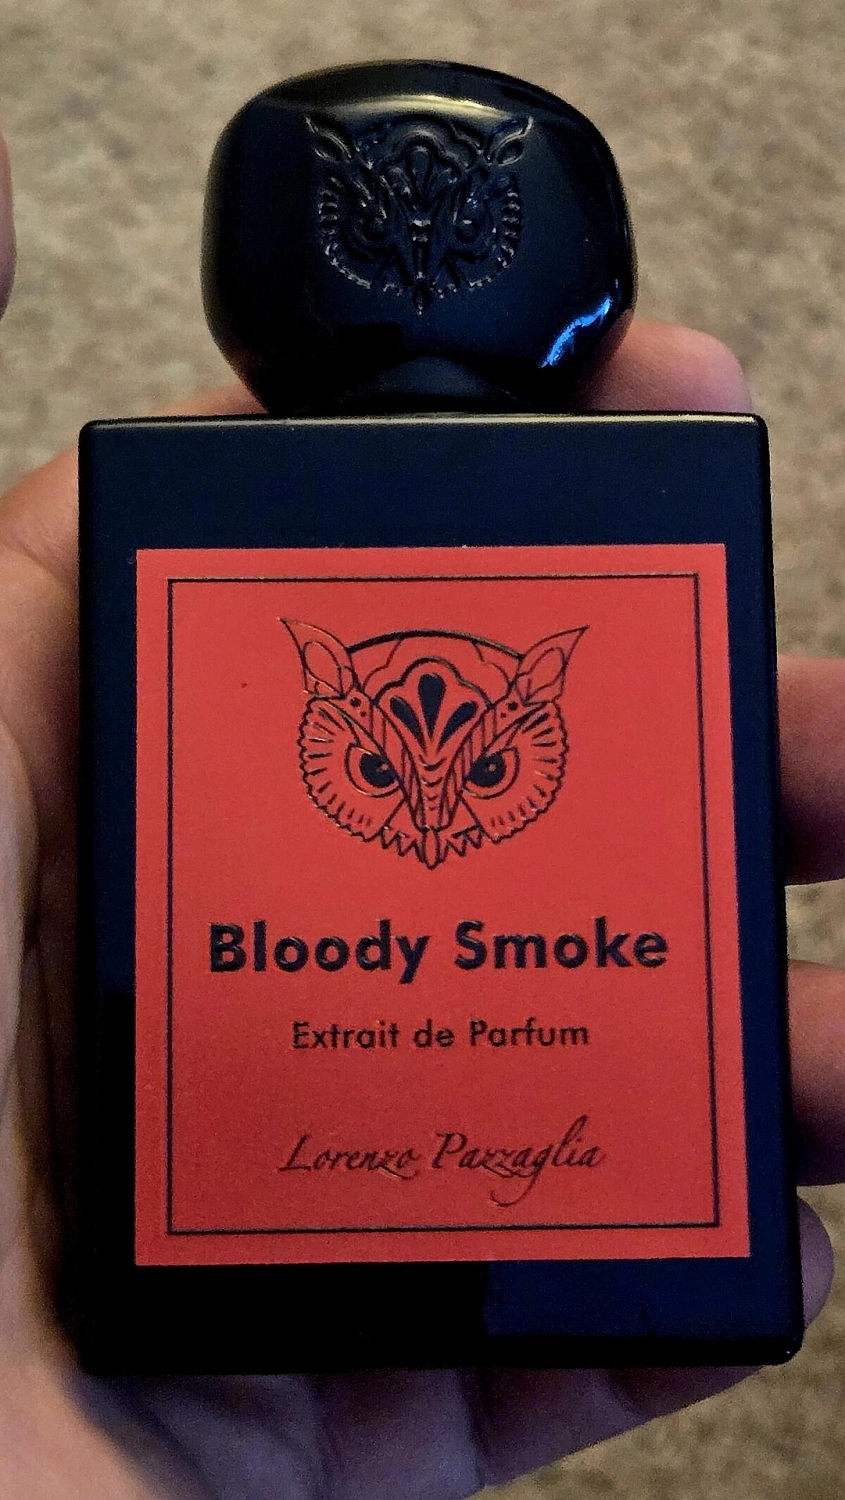 Bloody Smoke
Extrait de Parfum
Lorenzo Pazzaglia